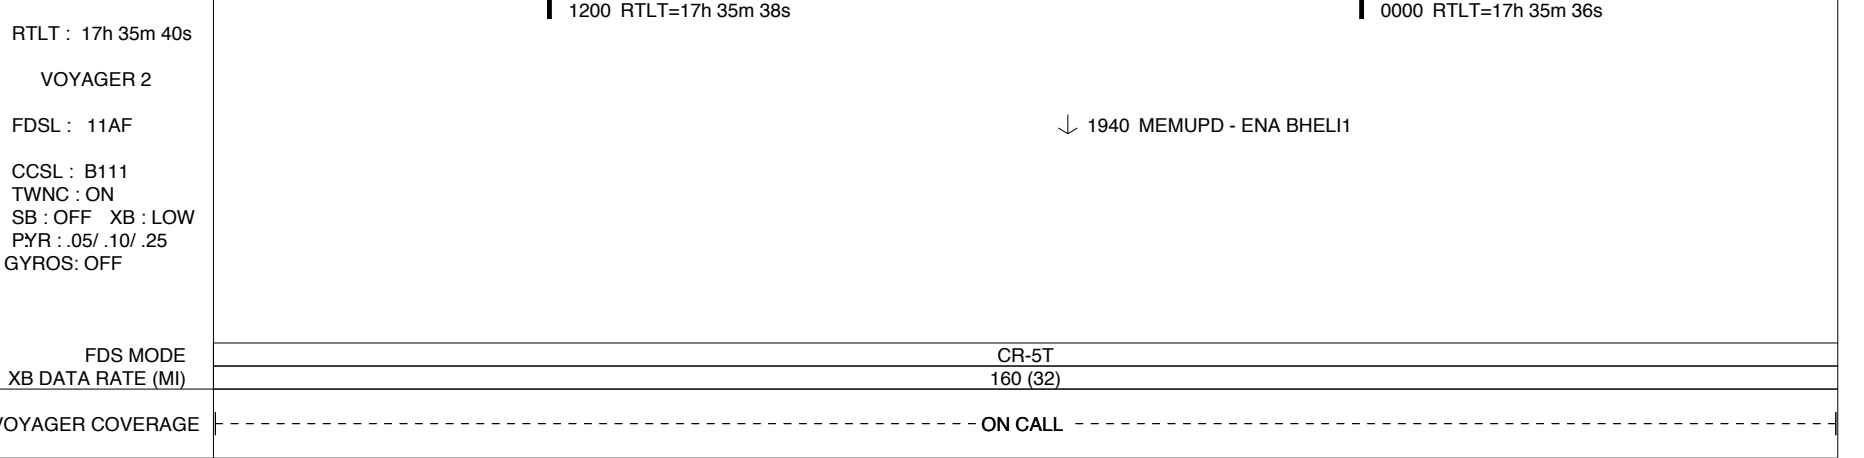 1200 RTLT=17h 35m 38s
0000 RTLT=17h 35m 36s
RTLT : 17h 35m 40s
VOYAGER 2
FDSL : 11AF
1940 MEMUPD - ENA BHELI1
CCSL : B111
TWNC : ON
SB : OFF XB : LOW
PYR : .05/ .10/ .25
GYROS: OFF
FDS MODE
CR-5T
XB DATA RATE (MI)
160 (32)
VOYAGER COVERAGE
ON CALL